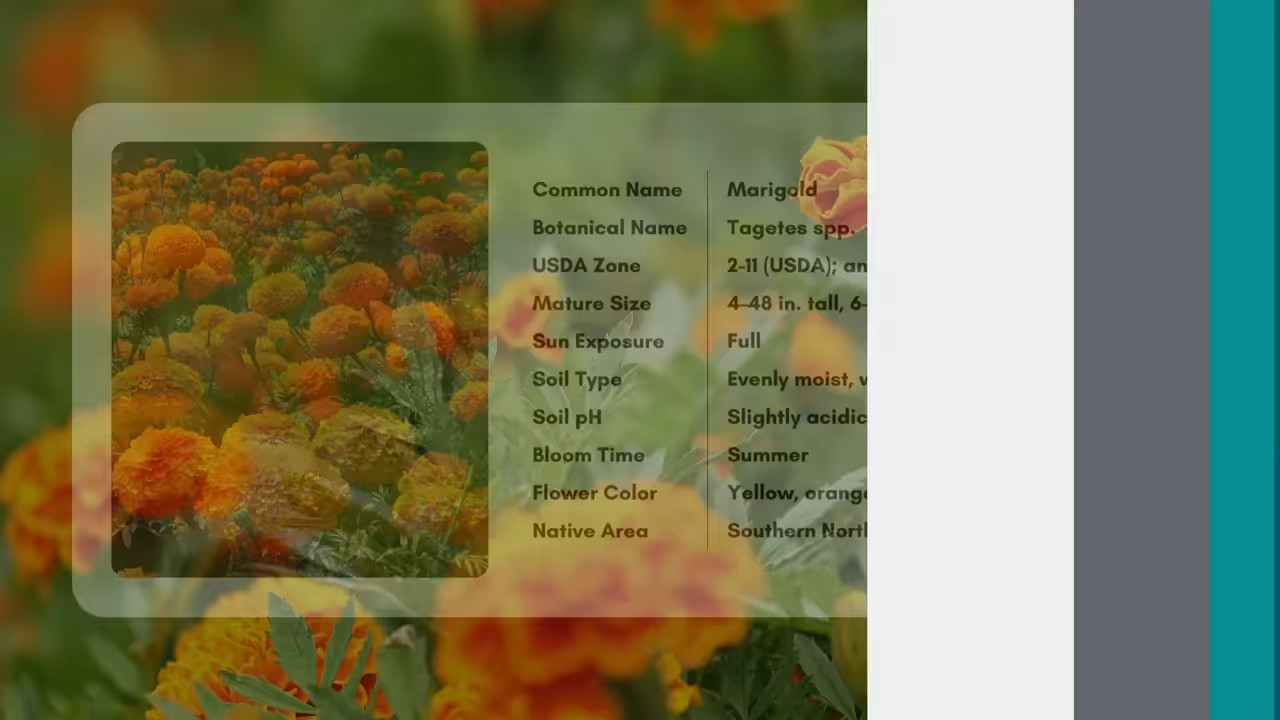 Common Name Marigold
Botanical Name Tagetes spp.
USDA Zone 2-11 (USDA); an
Mature Size 4–48 in. tall, 6-
Sun Exposure Full
Soil Type Evenly moist,
Soil pH Slightly acidic
Bloom Time Summer
Flower Color Yellow, orange
Native Area Southern North